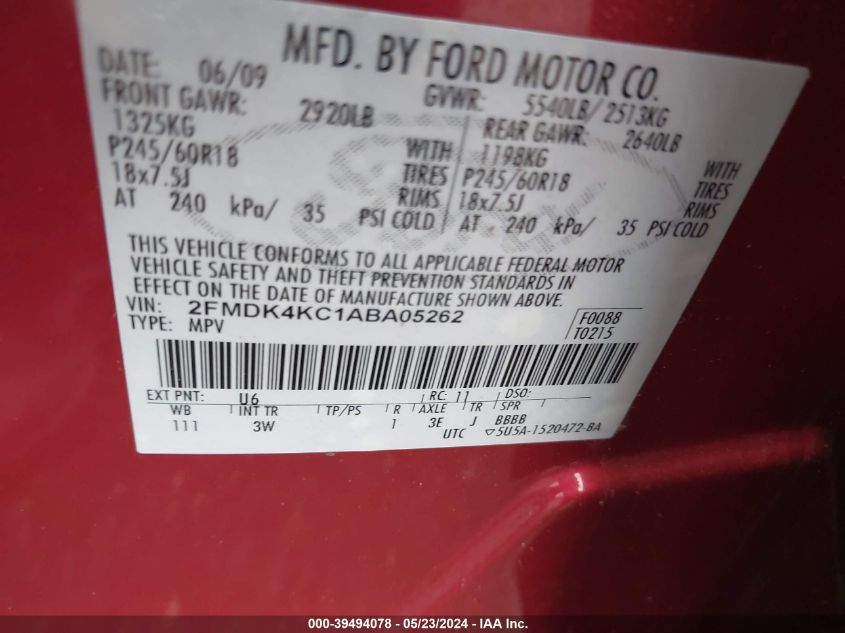 MFD. BY FORD MOTOR CO.
DATE: 06/09 GVWR: 5540LB/ 2513KG
FRONT GAWR: 2920LB REAR GAWR: 2640LB
1325KG WITH 1198KG WITH
P245/60R18 TIRES P245/60R18 TIRES
18x7.5J RIMS 18x7.5J RIMS
AT 240 kPa/ 35 PSI COLD AT 240 kPa/ 35 PSI COLD
THIS VEHICLE CONFORMS TO ALL APPLICABLE FEDERAL MOTOR
VEHICLE SAFETY AND THEFT PREVENTION STANDARDS IN
EFFECT ON THE DATE OF MANUFACTURE SHOWN ABOVE.
VIN: 2FMDK4KC1ABA05262 F0088
TYPE: MPV T0215
EXT PNT: U6 RC: 11 DSO:
WB INT TR TP/PS R AXLE TR SPR
111 3W 1 3E J BBBB
UTC ▽5U5A-1520472-BA
000-39494078 - 05/23/2024 - IAA Inc.